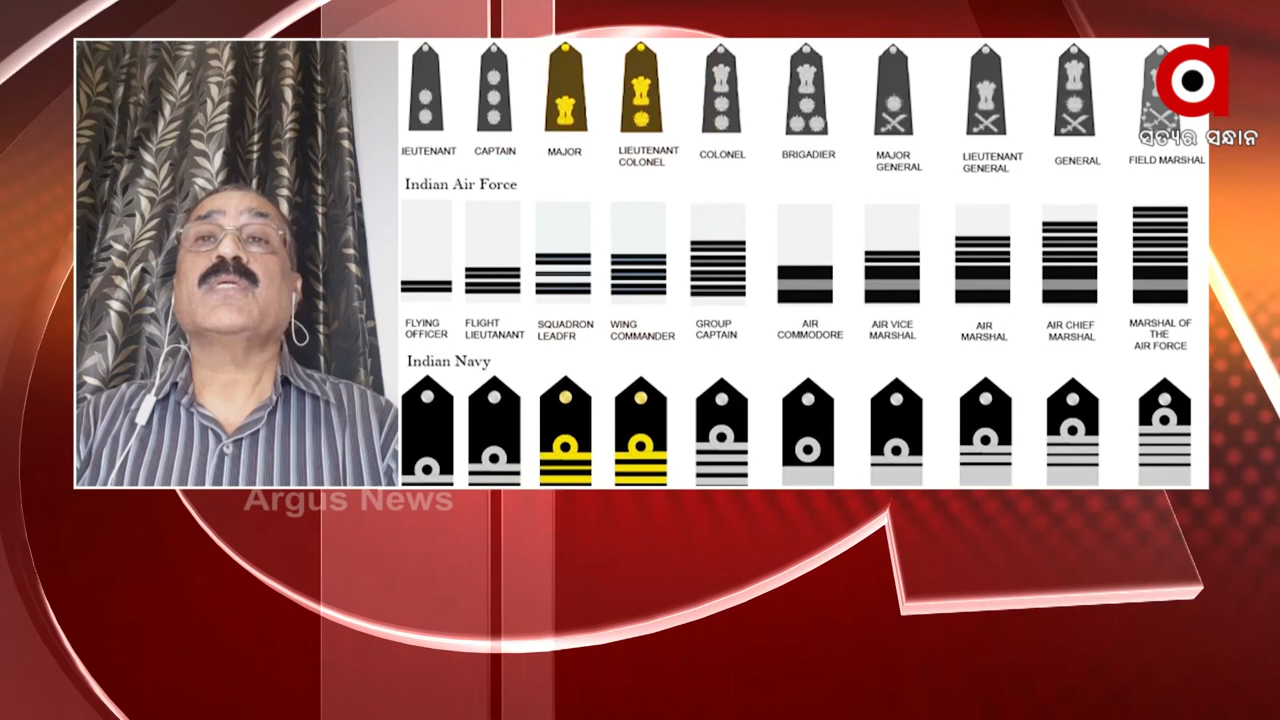 ସତ୍ୟର ସନ୍ଧାନ
IEUTENANT
CAPTAIN
MAJOR
LIEUTENANT
COLONEL
COLONEL
BRIGADIER
MAJOR
GENERAL
LIEUTENANT
GENERAL
GENERAL
FIELD MARSHAL
Indian Air Force
FLYING
OFFICER
FLIGHT
LIEUTANANT
SQUADRON
LEADFR
WING
COMMANDER
GROUP
CAPTAIN
AIR
COMMODORE
AIR VICE
MARSHAL
AIR
MARSHAL
AIR CHIEF
MARSHAL
MARSHAL OF
THE
AIR FORCE
Indian Navy
Argus News